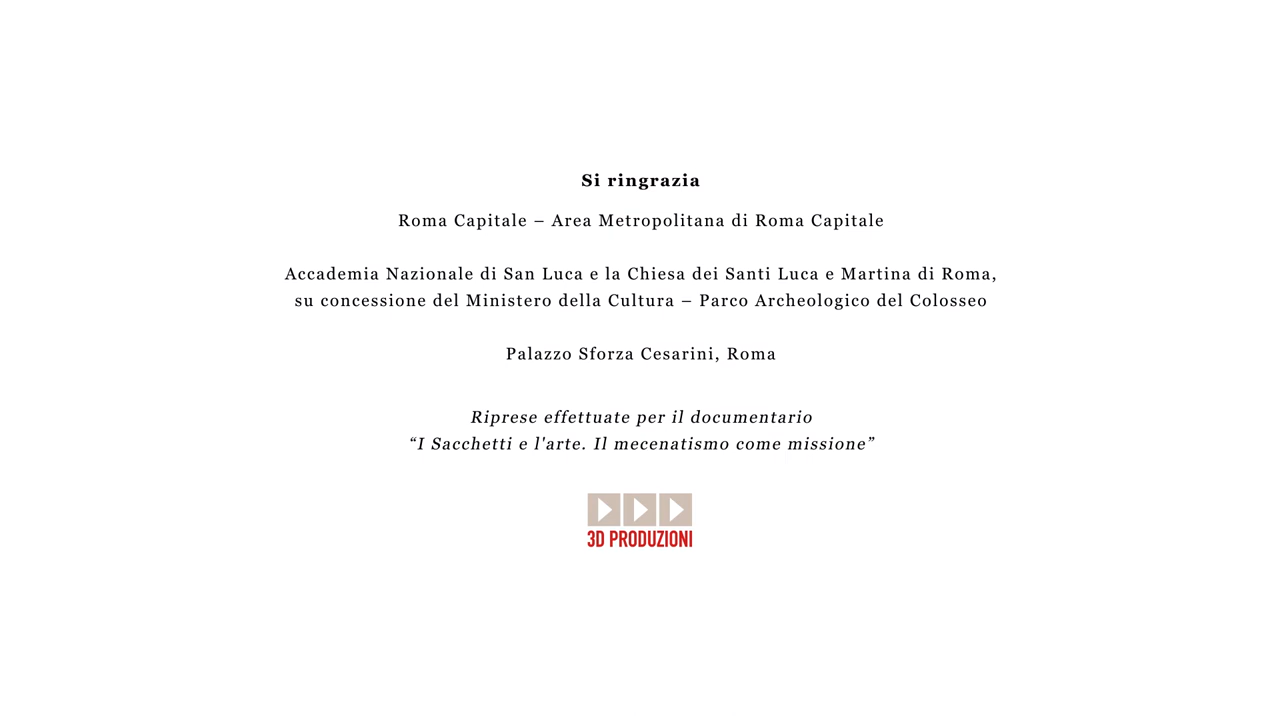 Si ringrazia
Roma Capitale – Area Metropolitana di Roma Capitale
Accademia Nazionale di San Luca e la Chiesa dei Santi Luca e Martina di Roma,
su concessione del Ministero della Cultura – Parco Archeologico del Colosseo
Palazzo Sforza Cesarini, Roma
Riprese effettuate per il documentario
“I Sacchetti e l'arte. Il mecenatismo come missione”
3D PRODUZIONI